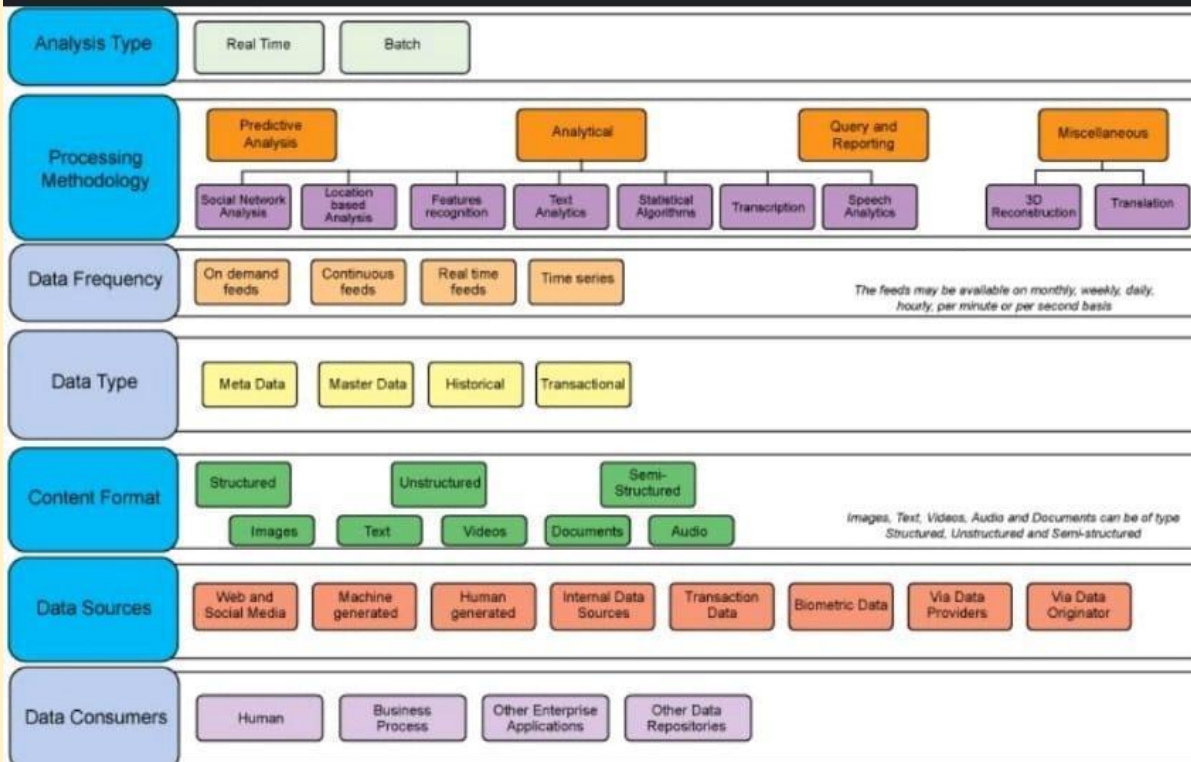 Analysis Type
Real Time
Batch
Processing
Methodology
Predictive
Analysis
Analytical
Query and
Reporting
Miscellaneous
Social Network
Analysis
Location
based
Analysis
Features
recognition
Text
Analytics
Statistical
Algorithms
Transcription
Speech
Analytics
3D
Reconstruction
Translation
Data Frequency
On demand
feeds
Continuous
feeds
Real time
feeds
Time series
The feeds may be available on monthly, weekly, daily,
hourly, per minute or per second basis
Data Type
Meta Data
Master Data
Historical
Transactional
Content Format
Structured
Unstructured
Semi-
Structured
Images
Text
Videos
Documents
Audio
Images, Text, Videos, Audio and Documents can be of type
Structured, Unstructured and Semi-structured
Data Sources
Web and
Social Media
Machine
generated
Human
generated
Internal Data
Sources
Transaction
Data
Biometric Data
Via Data
Providers
Via Data
Originator
Data Consumers
Human
Business
Process
Other Enterprise
Applications
Other Data
Repositories